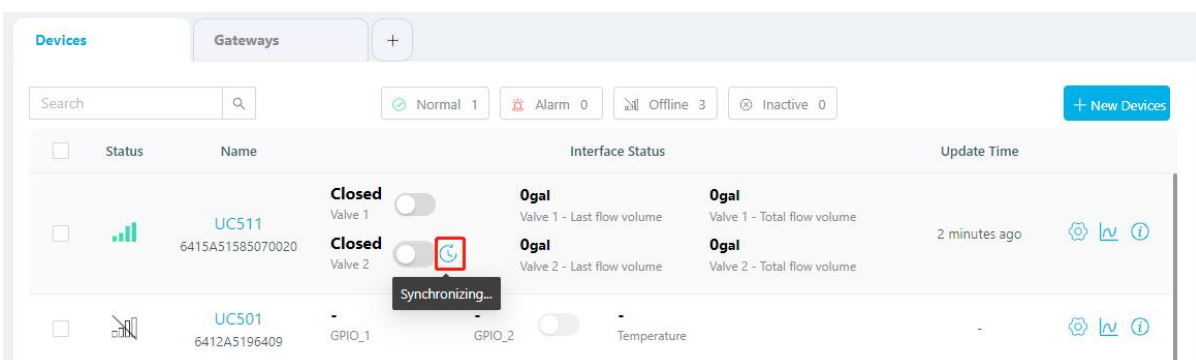 Devices
Gateways
+
Search
Normal 1
Alarm 0
Offline 3
Inactive 0
+ New Devices
Status
Name
Interface Status
Update Time
UC511
6415A51585070020
Closed
Valve 1
0gal
Valve 1 - Last flow volume
0gal
Valve 1 - Total flow volume
Closed
Valve 2
0gal
Valve 2 - Last flow volume
0gal
Valve 2 - Total flow volume
2 minutes ago
Synchronizing...
UC501
6412A5196409
-
GPIO_1
-
GPIO_2
-
Temperature
-